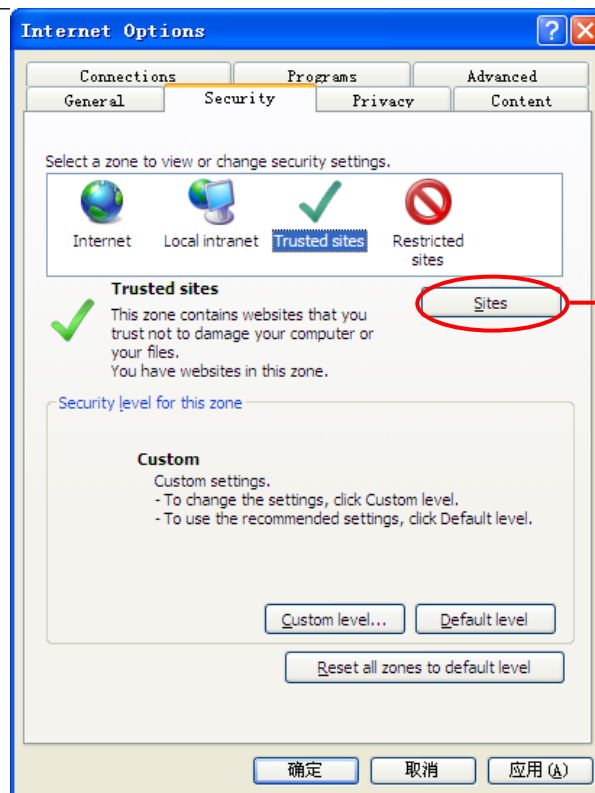 Internet Options
Connections Programs Advanced
General Security Privacy Content
Select a zone to view or change security settings.
Internet Local intranet Trusted sites Restricted
sites
Trusted sites
Sites
This zone contains websites that you
trust not to damage your computer or
your files.
You have websites in this zone.
Security level for this zone
Custom
Custom settings.
- To change the settings, click Custom level.
- To use the recommended settings, click Default level.
Custom level... Default level
Reset all zones to default level
确定 取消 应用(A)